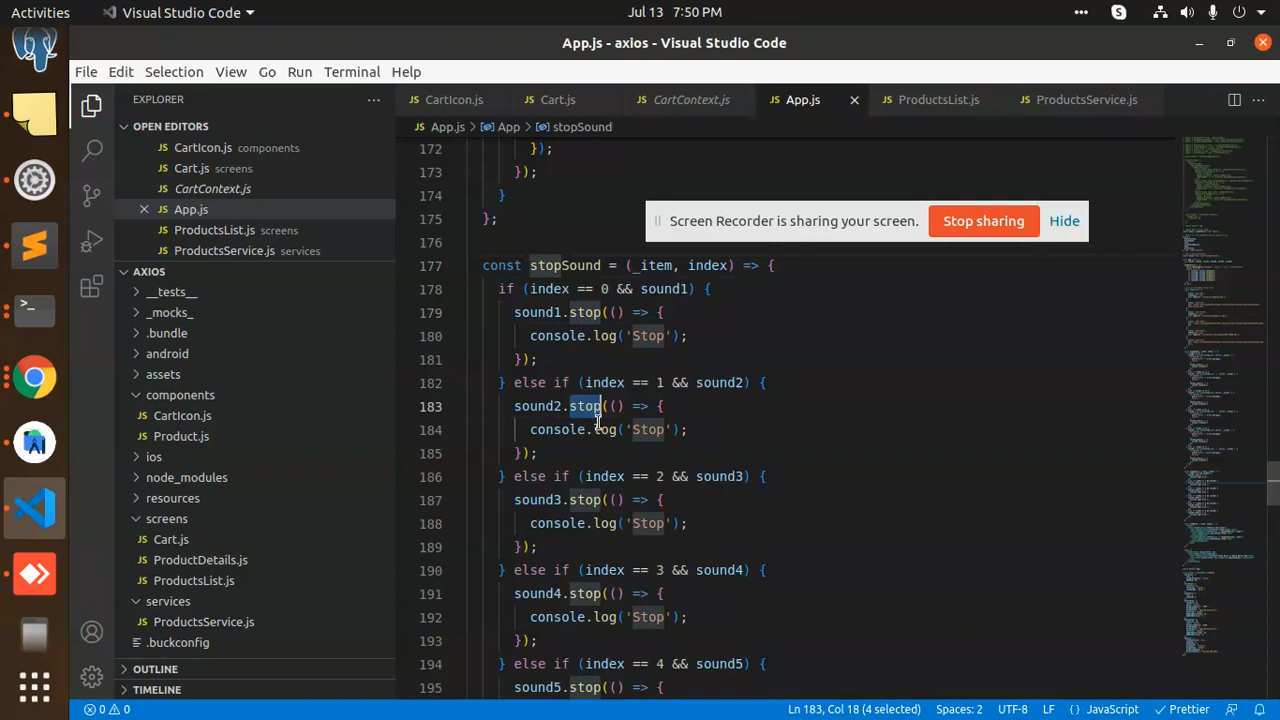 Activities
Visual Studio Code
Jul 13  7:50 PM
App.js - axios - Visual Studio Code
File Edit Selection View Go Run Terminal Help
EXPLORER
OPEN EDITORS
CartIcon.js components
Cart.js screens
CartContext.js
App.js
ProductsList.js screens
ProductsService.js services
AXIOS
__tests__
_mocks_
.bundle
android
assets
components
CartIcon.js
Product.js
ios
node_modules
resources
screens
Cart.js
ProductDetails.js
ProductsList.js
services
ProductsService.js
.buckconfig
OUTLINE
TIMELINE
CartIcon.js Cart.js CartContext.js App.js ProductsList.js ProductsService.js
App.js > App > stopSound
Screen Recorder is sharing your screen. Stop sharing Hide
172 });
173 });
174 }
175 };
176
177 const stopSound = (_item, index) => {
178 if (index == 0 && sound1) {
179 sound1.stop(() => {
180 console.log('Stop');
181 });
182 } else if (index == 1 && sound2) {
183 sound2.stop(() => {
184 console.log('Stop');
185 });
186 } else if (index == 2 && sound3) {
187 sound3.stop(() => {
188 console.log('Stop');
189 });
190 } else if (index == 3 && sound4) {
191 sound4.stop(() => {
192 console.log('Stop');
193 });
194 } else if (index == 4 && sound5) {
195 sound5.stop(() => {
0 0 Ln 183, Col 18 (4 selected) Spaces: 2 UTF-8 LF {} JavaScript Prettier